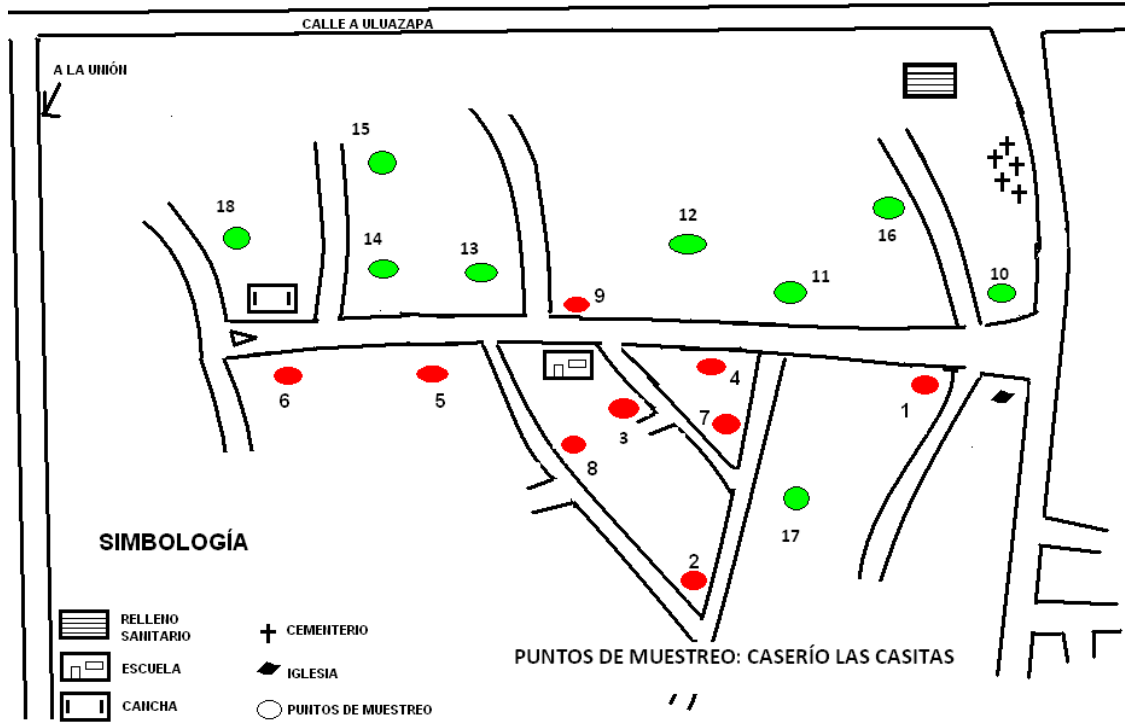 CALLE A ULUAZAPA
A LA UNIÓN
15
18
12
16
14
13
11
10
9
4
6
5
1
7
3
8
17
2
SIMBOLOGÍA
RELLENO
SANITARIO
CEMENTERIO
ESCUELA
IGLESIA
CANCHA
PUNTOS DE MUESTREO
PUNTOS DE MUESTREO: CASERÍO LAS CASITAS